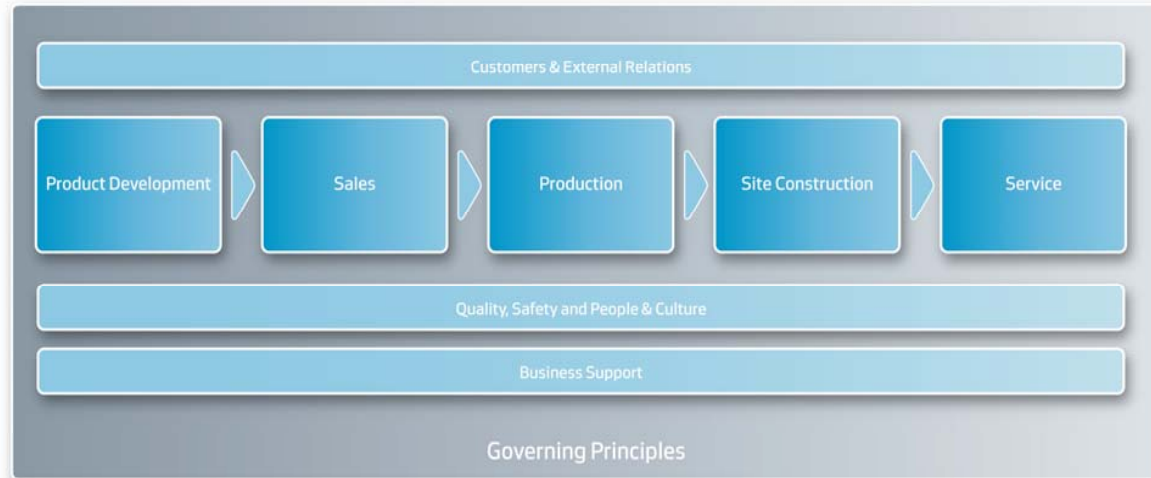 Customers & External Relations
Product Development
Sales
Production
Site Construction
Service
Quality, Safety and People & Culture
Business Support
Governing Principles